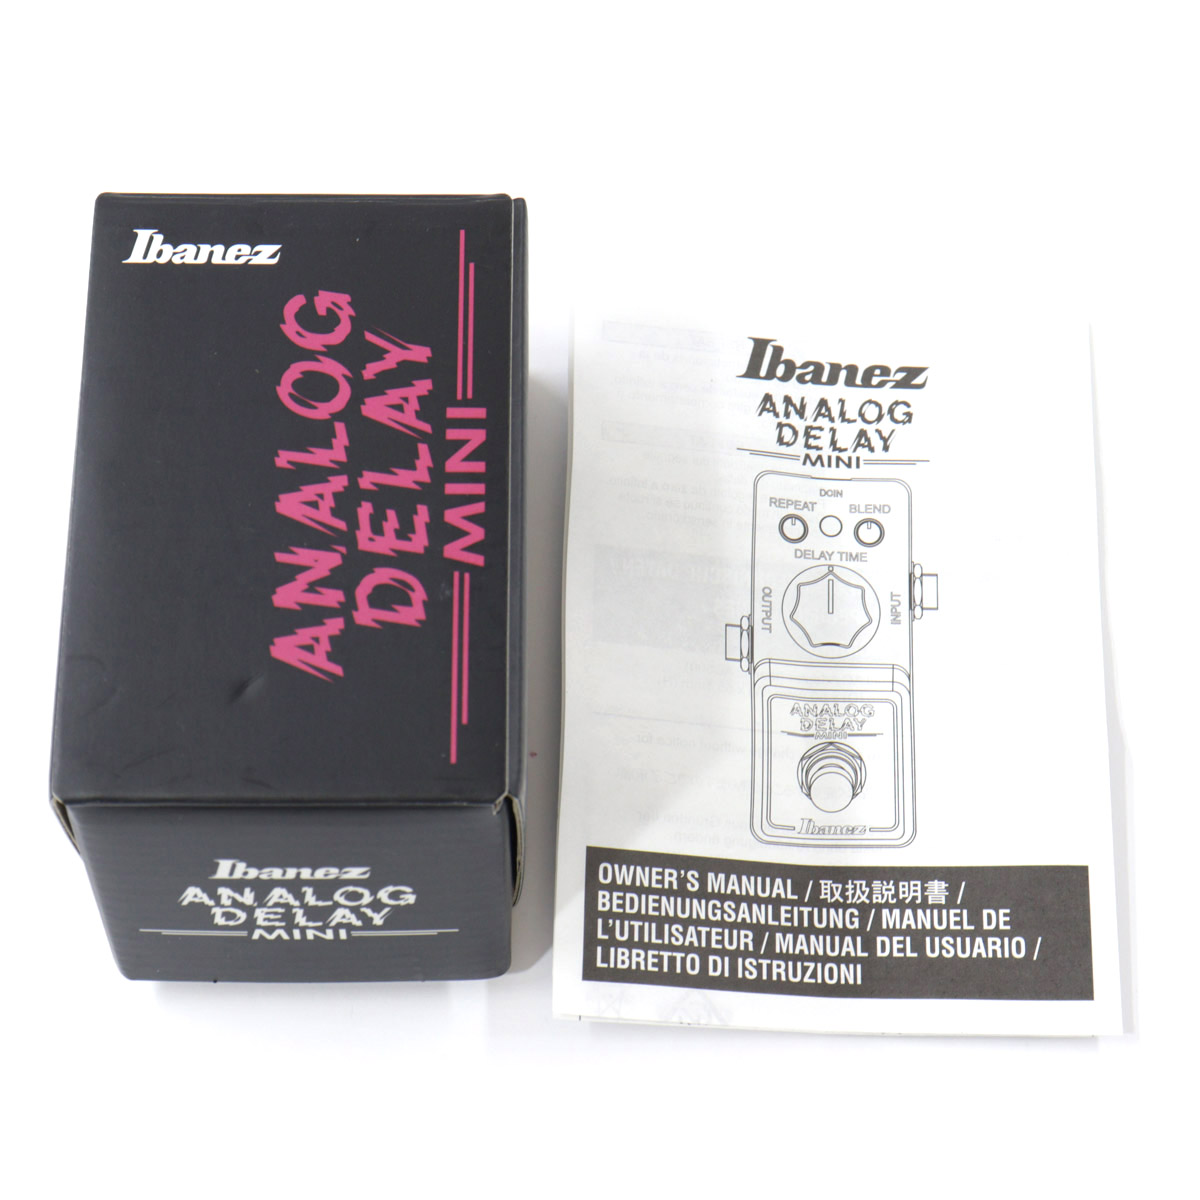 Ibanez
ANALOG
DELAY
MINI
Ibanez
ANALOG
DELAY
MINI
Ibanez
ANALOG
DELAY
MINI
DCIN
REPEAT
BLEND
DELAY TIME
OUTPUT
INPUT
ANALOG
DELAY
MINI
Ibanez
OWNER'S MANUAL / 取扱説明書 /
BEDIENUNGSANLEITUNG / MANUEL DE
L'UTILISATEUR / MANUAL DEL USUARIO /
LIBRETTO DI ISTRUZIONI